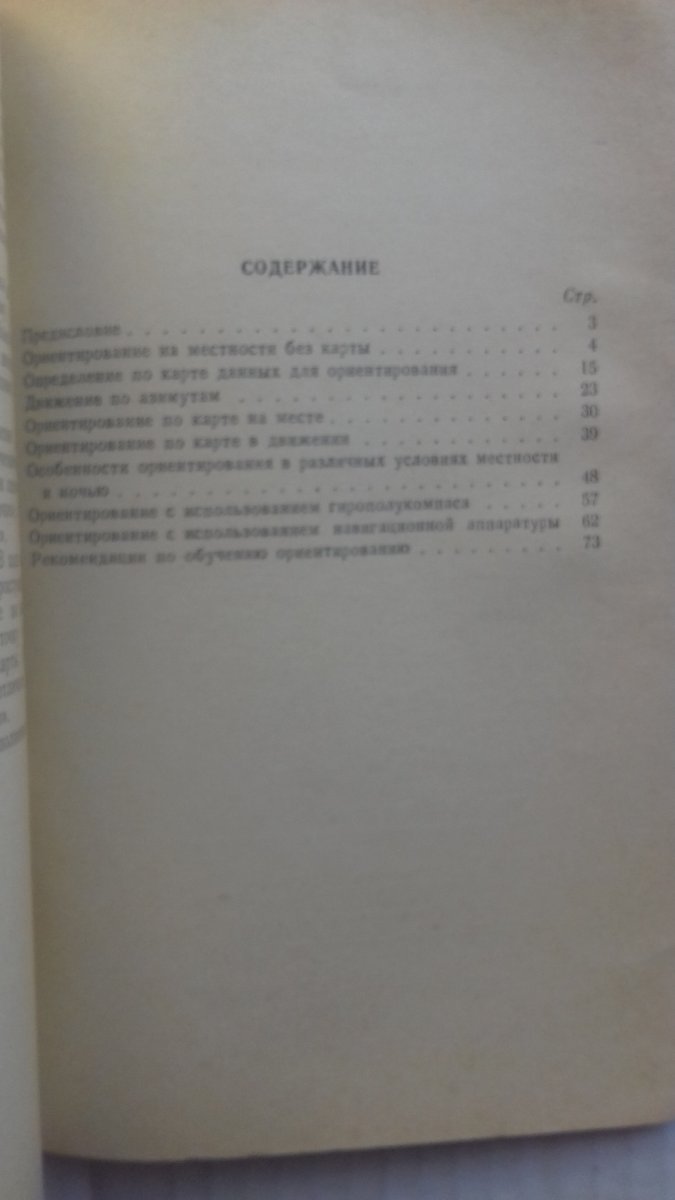 СОДЕРЖАНИЕ
Стр.
Предисловие . . . . . . . . . . . . . . . . . . . . . . . . 3
Ориентирование на местности без карты . . . . . . . . . . 4
Определение по карте данных для ориентирования . . . . . . 15
Движение по азимутам . . . . . . . . . . . . . . . . . . 23
Ориентирование по карте на месте . . . . . . . . . . . . . 30
Ориентирование по карте в движении . . . . . . . . . . . 39
Особенности ориентирования в различных условиях местности
и ночью . . . . . . . . . . . . . . . . . . . . . . . . . 48
Ориентирование с использованием гирополукомпаса . . . . . 57
Ориентирование с использованием навигационной аппаратуры 62
Рекомендации по обучению ориентированию . . . . . . . . . 73